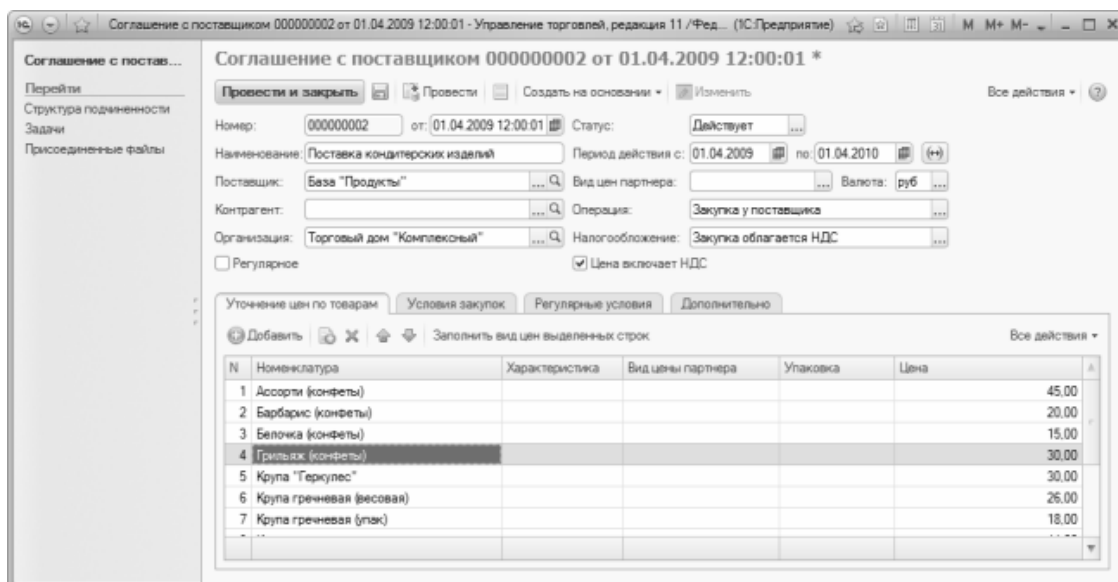 Соглашение с поставщиком 000000002 от 01.04.2009 12:00:01 - Управление торговлей, редакция 11 /Фед... (1С:Предприятие) M M+ M-
Соглашение с постав...
Перейти
Структура подчиненности
Задачи
Присоединенные файлы
Соглашение с поставщиком 000000002 от 01.04.2009 12:00:01 *
Провести и закрыть Провести Создать на основании Изменить Все действия
Номер: 000000002 от: 01.04.2009 12:00:01 Статус: Действует ...
Наименование: Поставка кондитерских изделий Период действия с: 01.04.2009 по: 01.04.2010
Поставщик: База "Продукты" ... Вид цен партнера: ... Валюта: руб ...
Контрагент: ... Операция: Закупка у поставщика ...
Организация: Торговый дом "Комплексный" ... Налогообложение: Закупка облагается НДС ...
Регулярное Цена включает НДС
Уточнение цен по товарам Условия закупок Регулярные условия Дополнительно
Добавить Заполнить вид цен выделенных строк Все действия
N Номенклатура Характеристика Вид цены партнера Упаковка Цена
1 Ассорти (конфеты) 45,00
2 Барбарис (конфеты) 20,00
3 Белочка (конфеты) 15,00
4 Грильяж (конфеты) 30,00
5 Крупа "Геркулес" 30,00
6 Крупа гречневая (весовая) 26,00
7 Крупа гречневая (упак) 18,00